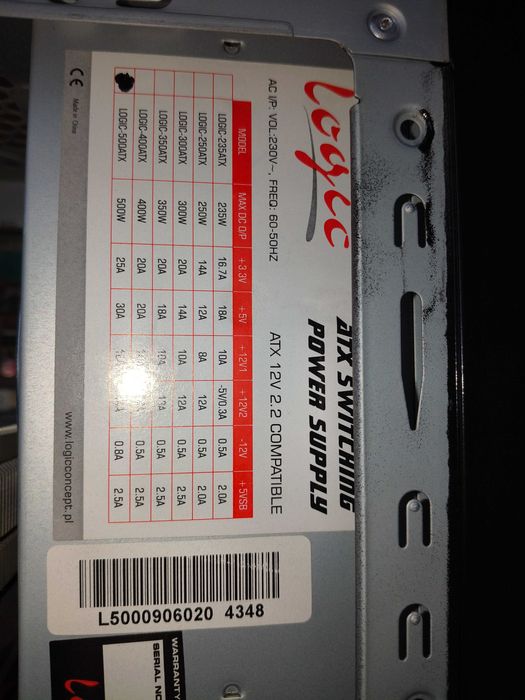 Logic
ATX SWITCHING
POWER SUPPLY
AC I/P: VOL:230V~, FREQ: 60-50HZ
ATX 12V 2.2 COMPATIBLE
MODEL MAX DC O/P +3.3V +5V +12V1 +12V2 -12V +5VSB
LOGIC-235ATX 235W 16.7A 18A 10A -5V/0.3A 0.5A 2.0A
LOGIC-250ATX 250W 14A 12A 8A 12A 0.5A 2.0A
LOGIC-300ATX 300W 20A 14A 10A 12A 0.5A 2.5A
LOGIC-350ATX 350W 20A 18A 10A 12A 0.5A 2.5A
LOGIC-400ATX 400W 20A 20A 0.5A 2.5A
LOGIC-500ATX 500W 25A 30A 0.8A 2.5A
CE Made in China
www.logicconcept.pl
L5000906020 4348
WARRANTY
SERIAL NO